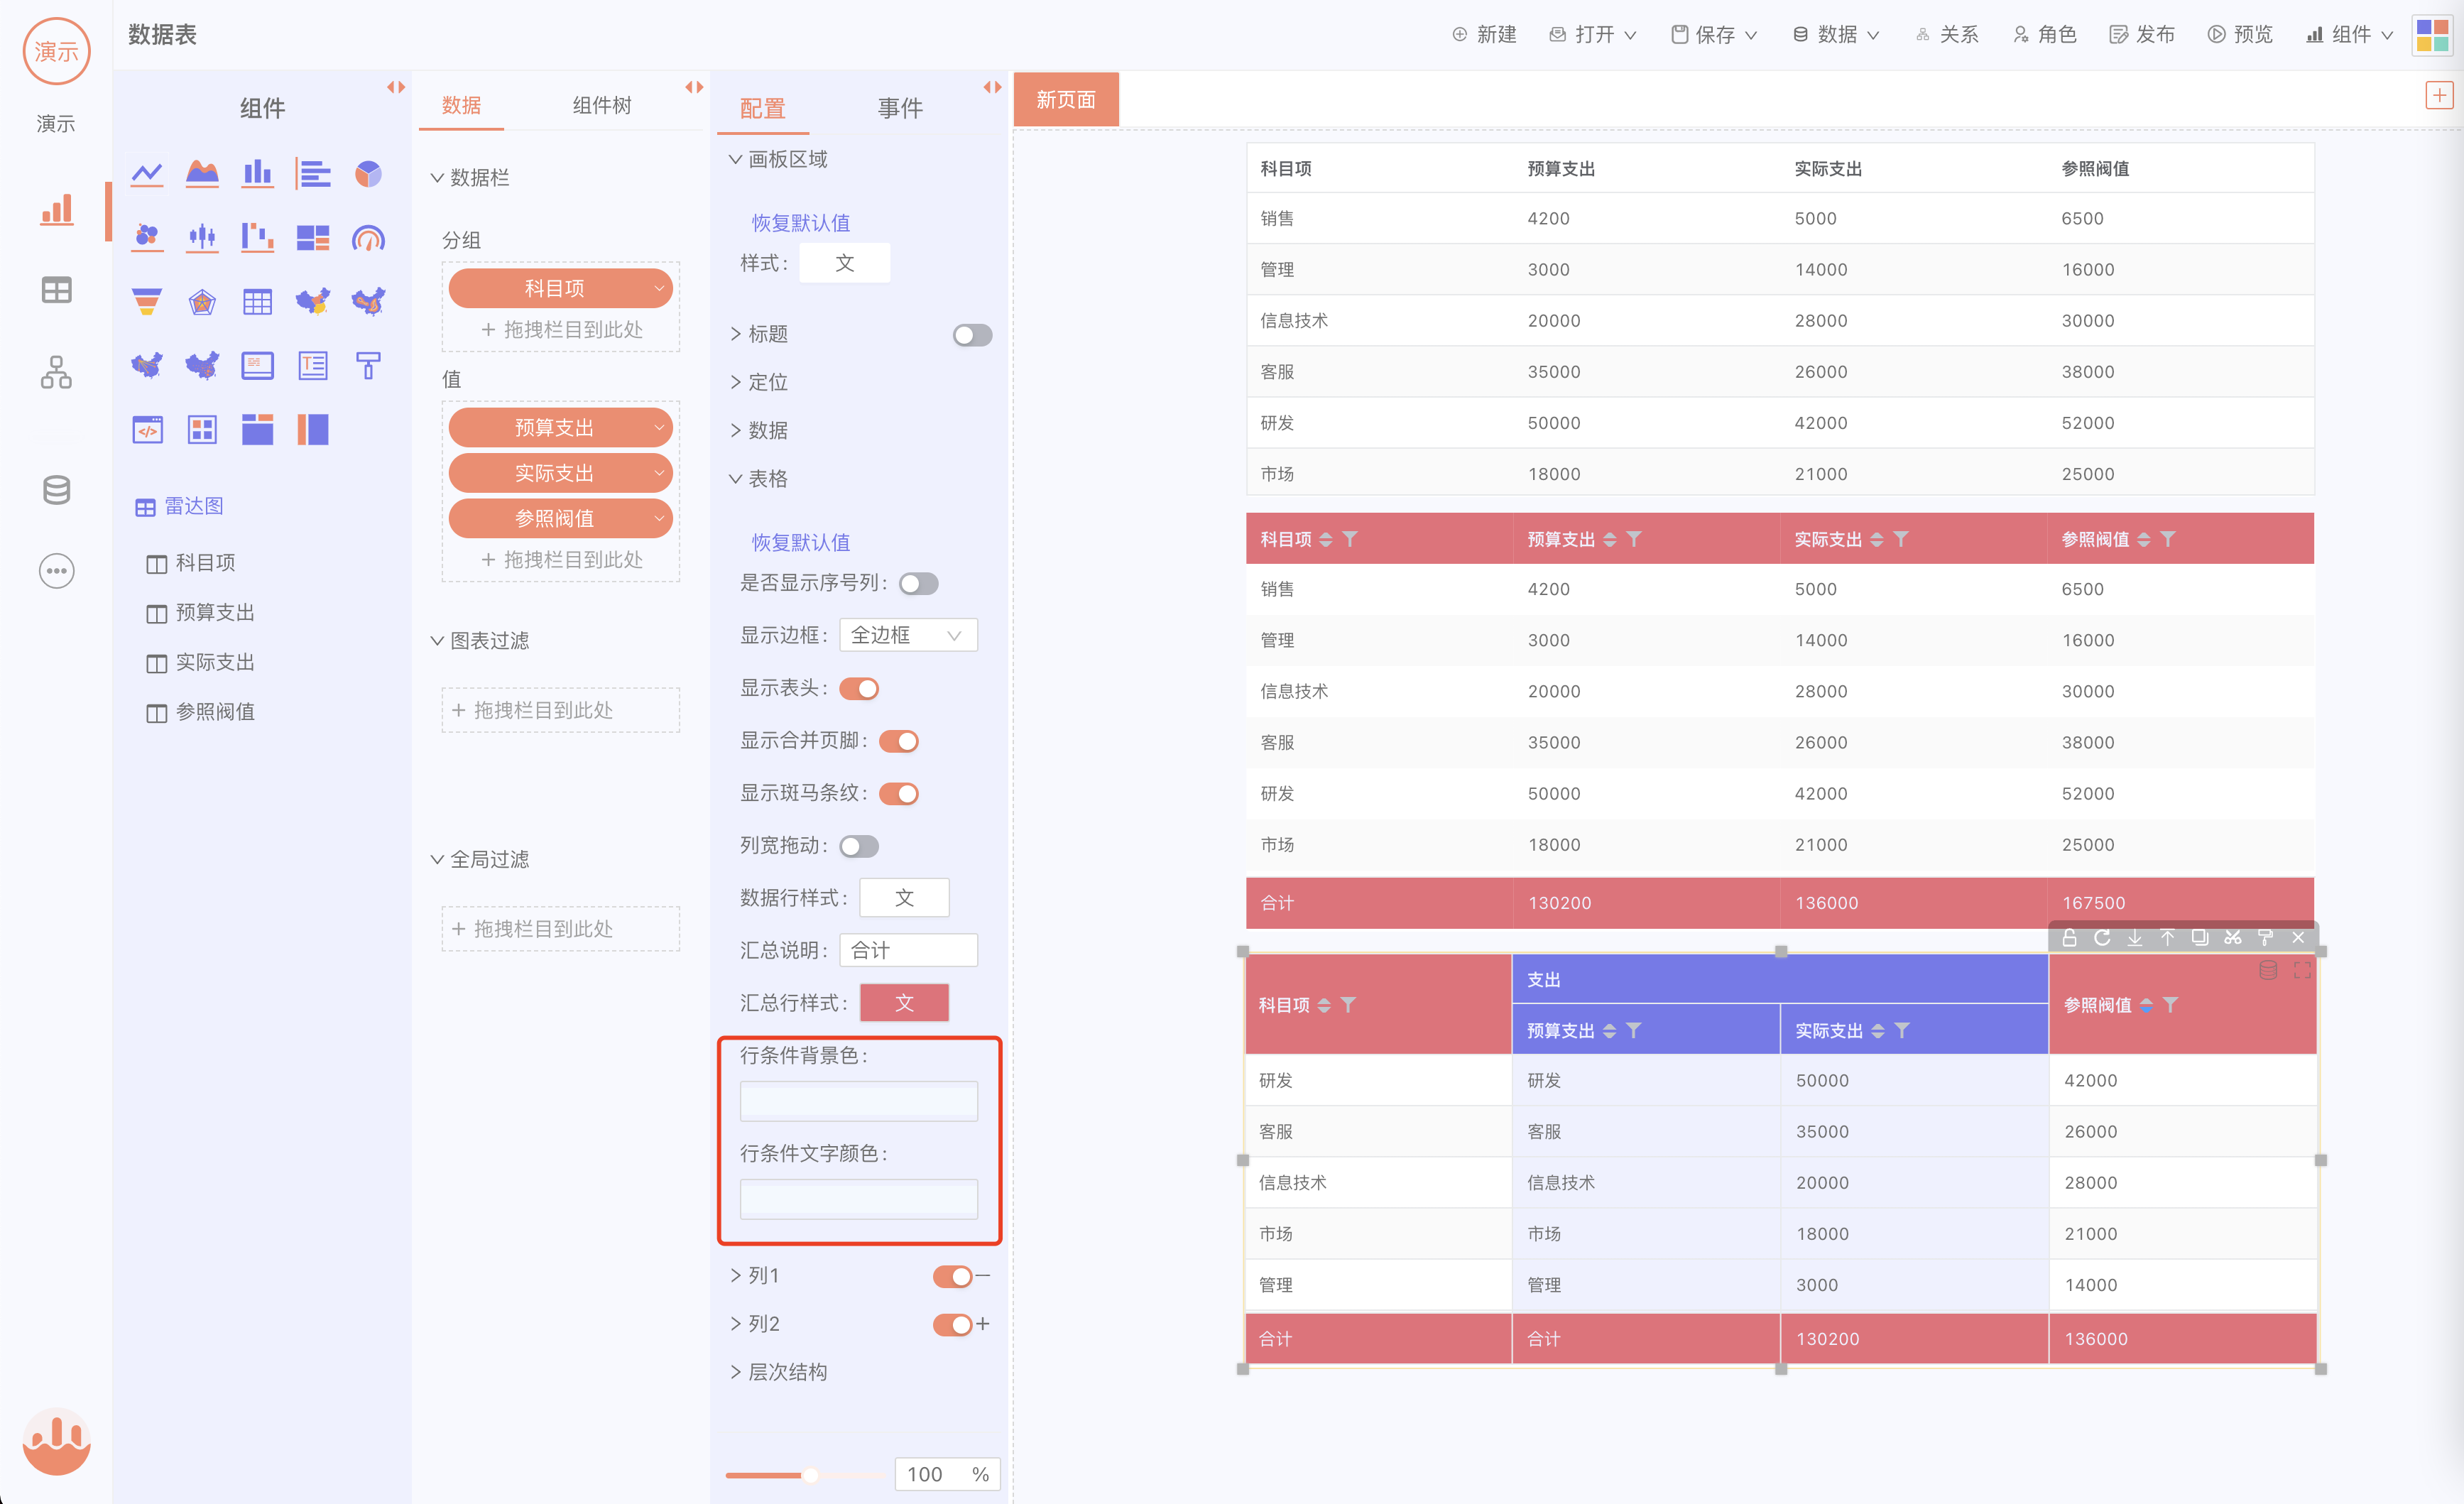 演示
演示
数据表
新建
打开
保存
数据
关系
角色
发布
预览
组件
组件
雷达图
科目项
预算支出
实际支出
参照阀值
数据
组件树
数据栏
分组
科目项
+ 拖拽栏目到此处
值
预算支出
实际支出
参照阀值
+ 拖拽栏目到此处
图表过滤
+ 拖拽栏目到此处
全局过滤
+ 拖拽栏目到此处
配置
事件
画板区域
恢复默认值
样式: 文
标题
定位
数据
表格
恢复默认值
是否显示序号列:
显示边框: 全边框
显示表头:
显示合并页脚:
显示斑马条纹:
列宽拖动:
数据行样式: 文
汇总说明: 合计
汇总行样式: 文
行条件背景色:
行条件文字颜色:
列1
列2
层次结构
100 %
新页面
科目项 预算支出 实际支出 参照阀值
销售 4200 5000 6500
管理 3000 14000 16000
信息技术 20000 28000 30000
客服 35000 26000 38000
研发 50000 42000 52000
市场 18000 21000 25000
科目项 预算支出 实际支出 参照阀值
销售 4200 5000 6500
管理 3000 14000 16000
信息技术 20000 28000 30000
客服 35000 26000 38000
研发 50000 42000 52000
市场 18000 21000 25000
合计 130200 136000 167500
支出
科目项 参照阀值
预算支出 实际支出
研发 研发 50000 42000
客服 客服 35000 26000
信息技术 信息技术 20000 28000
市场 市场 18000 21000
管理 管理 3000 14000
合计 合计 130200 136000